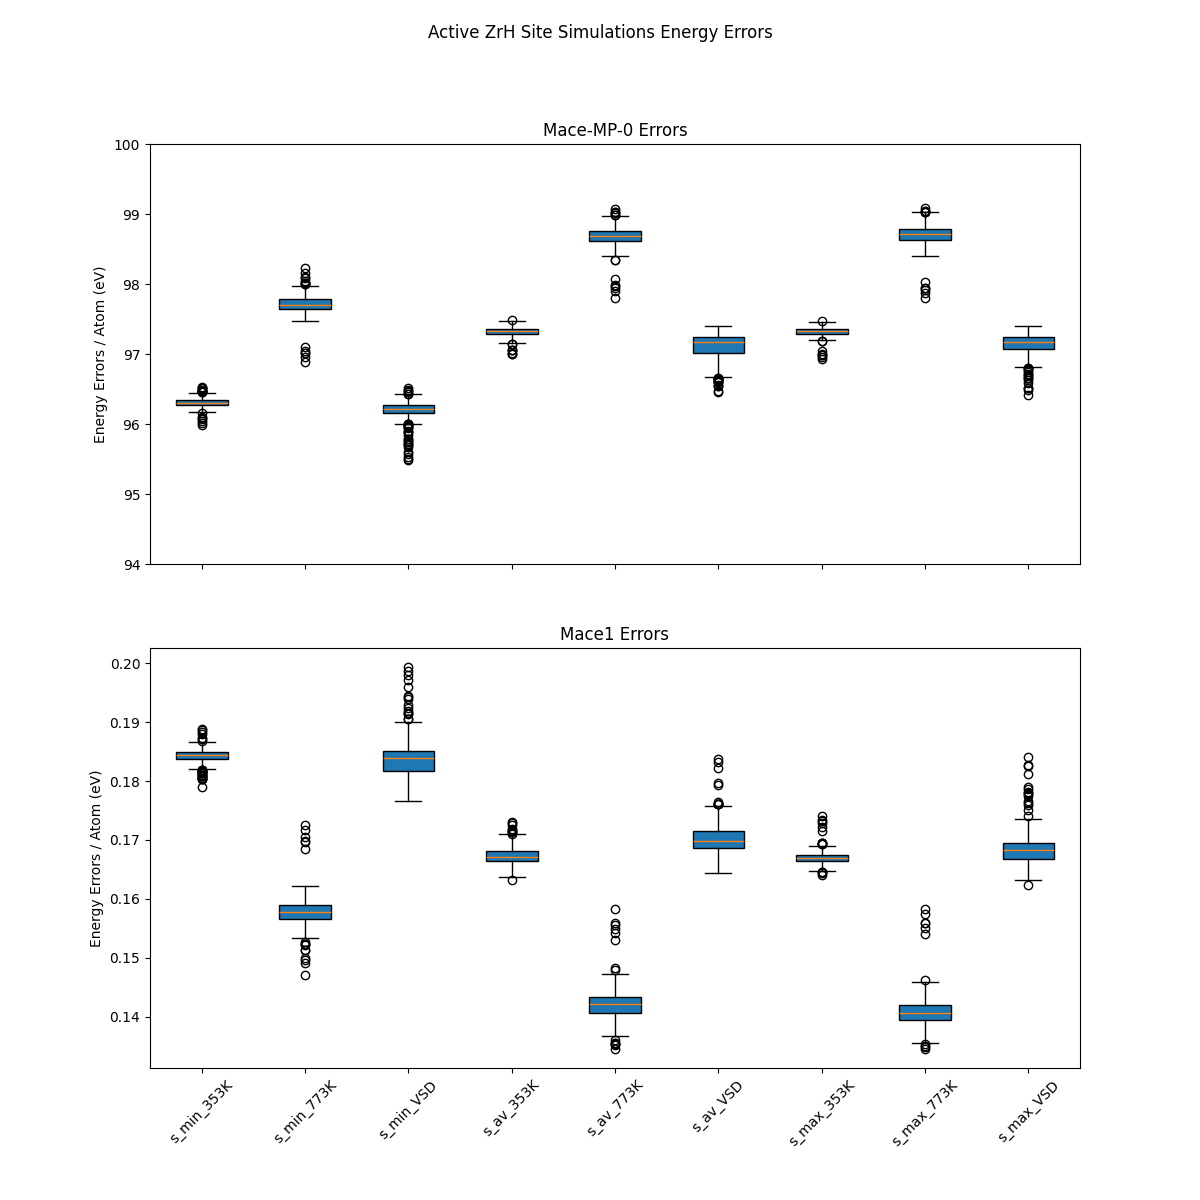 Active ZrH Site Simulations Energy Errors
Mace-MP-0 Errors
100
99
98
97
96
95
94
Energy Errors / Atom (eV)
Mace1 Errors
0.20
0.19
0.18
0.17
0.16
0.15
0.14
Energy Errors / Atom (eV)
s_min_353K
s_min_773K
s_min_VSD
s_av_353K
s_av_773K
s_av_VSD
s_max_353K
s_max_773K
s_max_VSD